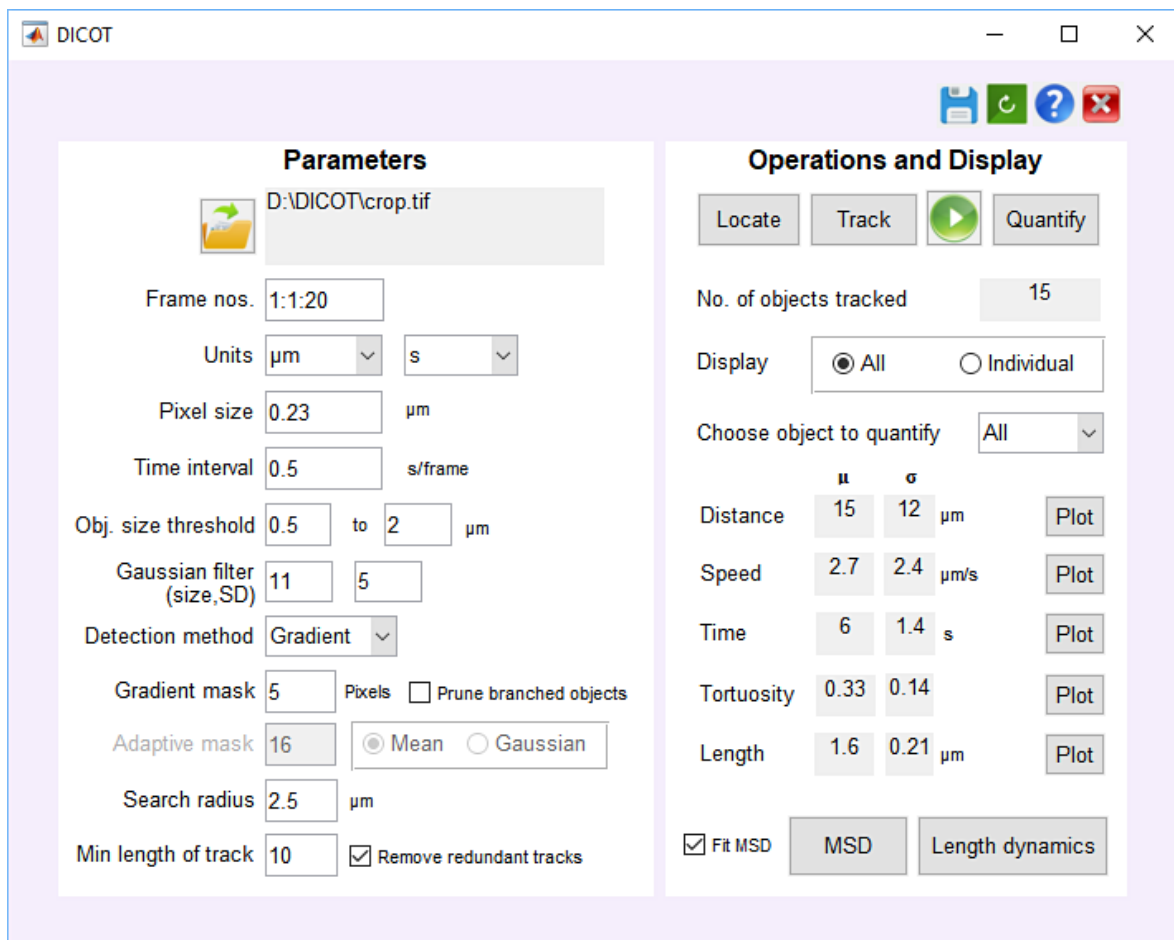 DICOT
Parameters
D:\DICOT\crop.tif
Frame nos. 1:1:20
Units µm s
Pixel size 0.23 µm
Time interval 0.5 s/frame
Obj. size threshold 0.5 to 2 µm
Gaussian filter
(size,SD) 11 5
Detection method Gradient
Gradient mask 5 Pixels Prune branched objects
Adaptive mask 16 Mean Gaussian
Search radius 2.5 µm
Min length of track 10 Remove redundant tracks
Operations and Display
Locate Track Quantify
No. of objects tracked 15
Display All Individual
Choose object to quantify All
µ σ
Distance 15 12 µm Plot
Speed 2.7 2.4 µm/s Plot
Time 6 1.4 s Plot
Tortuosity 0.33 0.14 Plot
Length 1.6 0.21 µm Plot
Fit MSD MSD Length dynamics